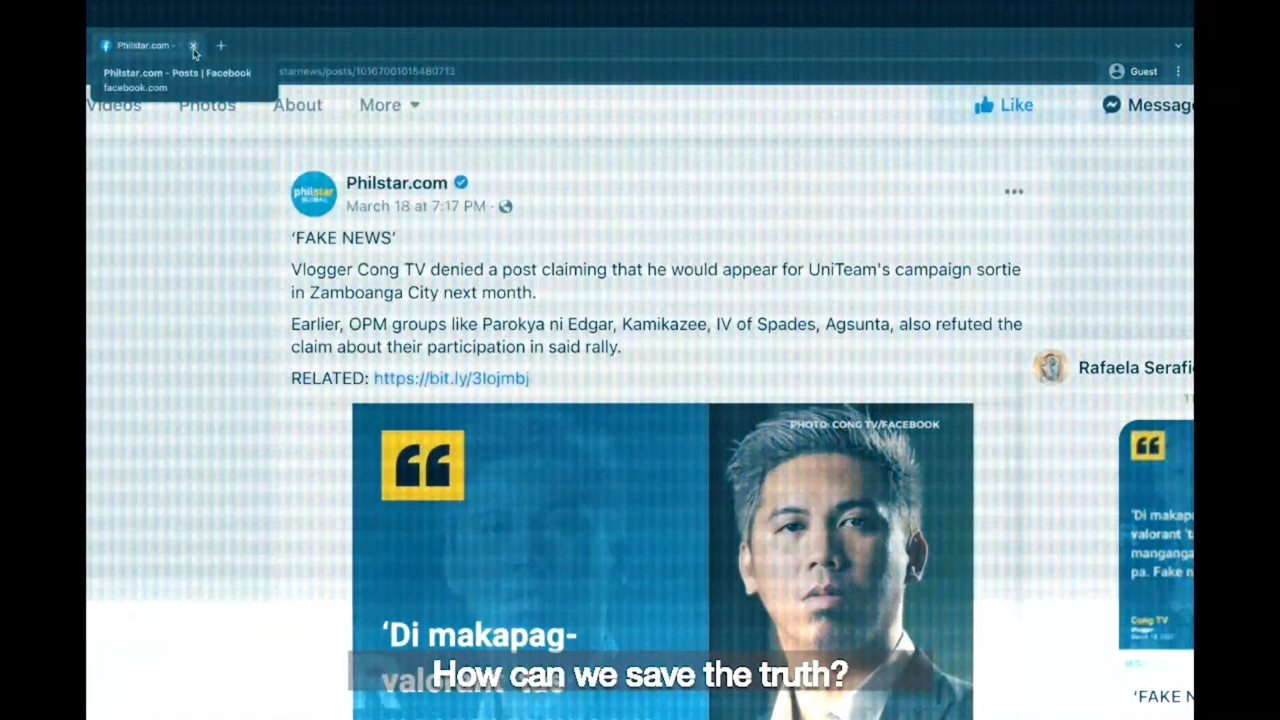 Philstar.com -
Philstar.com - Posts | Facebook
facebook.com
starnews/posts/10167001015480713
Guest
Videos Photos About More
Like
Message
philstar
GLOBAL
Philstar.com
March 18 at 7:17 PM ·
‘FAKE NEWS’
Vlogger Cong TV denied a post claiming that he would appear for UniTeam's campaign sortie
in Zamboanga City next month.
Earlier, OPM groups like Parokya ni Edgar, Kamikazee, IV of Spades, Agsunta, also refuted the
claim about their participation in said rally.
RELATED: https://bit.ly/3Iojmbj
Rafaela Serafi
PHOTO: CONG TV/FACEBOOK
‘Di makapag-
valorant 'tas
How can we save the truth?
'Di makapa
valorant 't
manganga
pa. Fake n
Cong TV
Vlogger
‘FAKE N